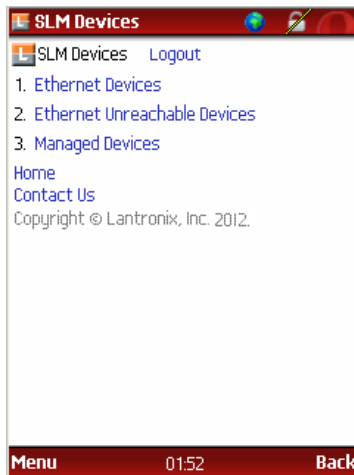 SLM Devices
SLM Devices Logout
1. Ethernet Devices
2. Ethernet Unreachable Devices
3. Managed Devices
Home
Contact Us
Copyright © Lantronix, Inc. 2012.
Menu 01:52 Back